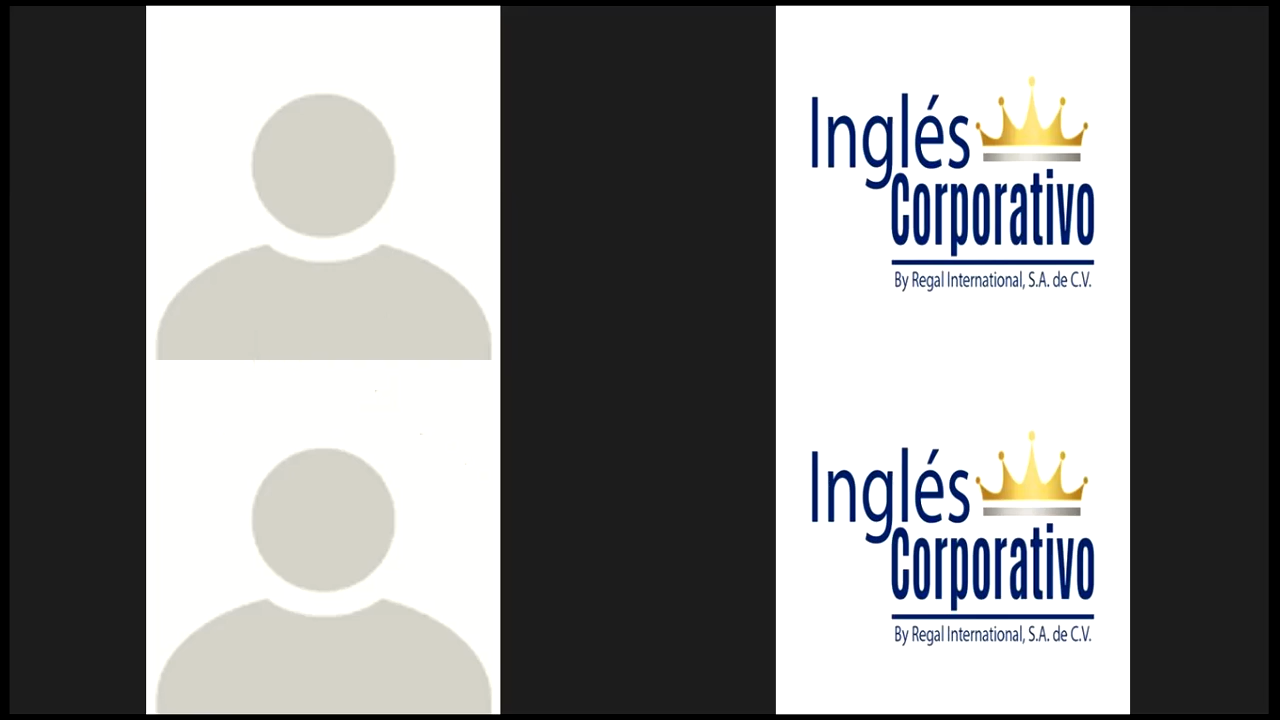 Inglés
Corporativo
By Regal International, S.A. de C.V.
Inglés
Corporativo
By Regal International, S.A. de C.V.